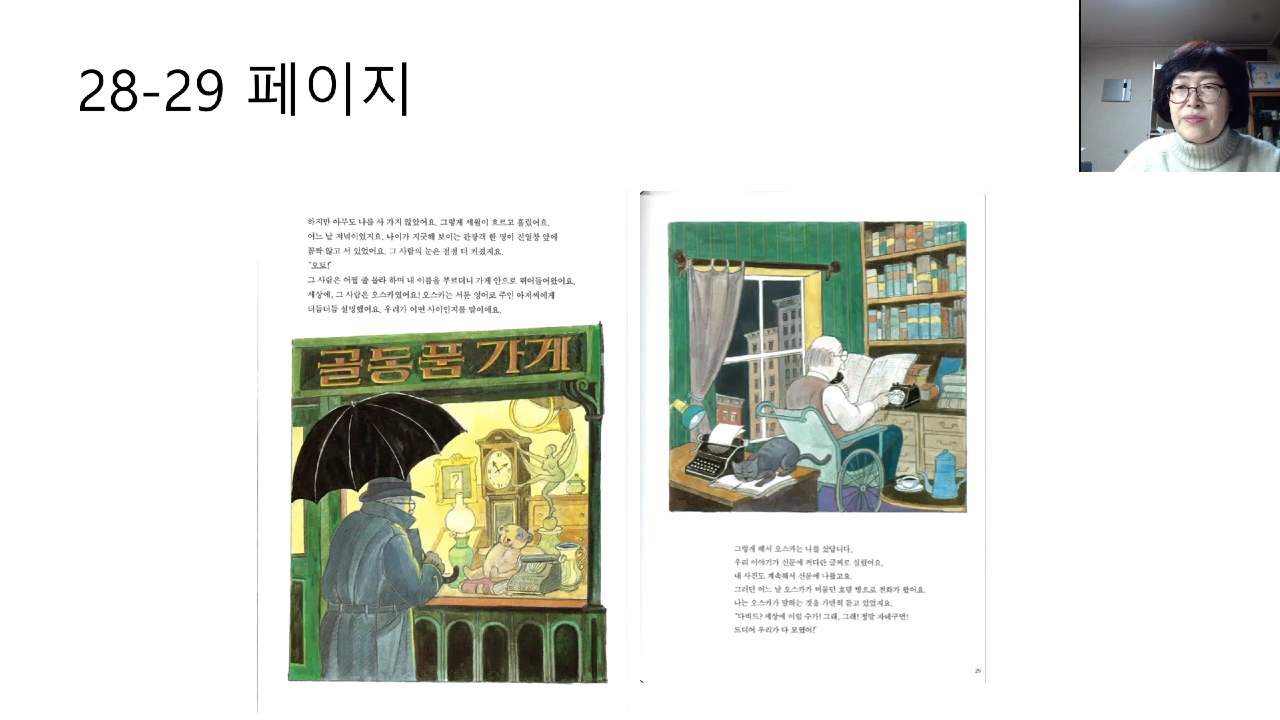 28-29 페이지
하지만 아무도 나를 사 가지 않았어요. 그렇게 세월이 흐르고 흘렀어요.
어느 날 저녁이었지요. 나이가 지긋해 보이는 관광객 한 명이 진열창 앞에
꼼짝 않고 서 있었어요. 그 사람의 눈은 점점 더 커졌지요.
"오토!"
그 사람은 어쩔 줄 몰라 하며 내 이름을 부르더니 가게 안으로 뛰어들어왔어요.
세상에, 그 사람은 오스카였어요! 오스카는 서툰 영어로 주인 아저씨에게
더듬더듬 설명했어요. 우리가 어떤 사이인지를 말이에요.
골동품 가게
?
그렇게 해서 오스카는 나를 샀답니다.
우리 이야기가 신문에 커다란 글씨로 실렸어요.
내 사진도 계속해서 신문에 나왔고요.
그러던 어느 날 오스카가 머물던 호텔 방으로 전화가 왔어요.
나는 오스카가 말하는 것을 가만히 듣고 있었지요.
"다비드? 세상에 이럴 수가! 그래, 그래! 정말 자네구먼!
드디어 우리가 다 모였어!"
29